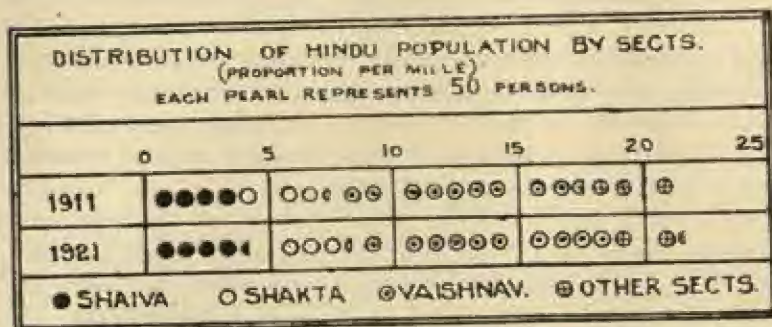 DISTRIBUTION OF HINDU POPULATION BY SECTS.
(PROPORTION PER MILLE)
EACH PEARL REPRESENTS 50 PERSONS.
0 5 10 15 20 25
1911
1921
SHAIVA SHAKTA VAISHNAV. OTHER SECTS.